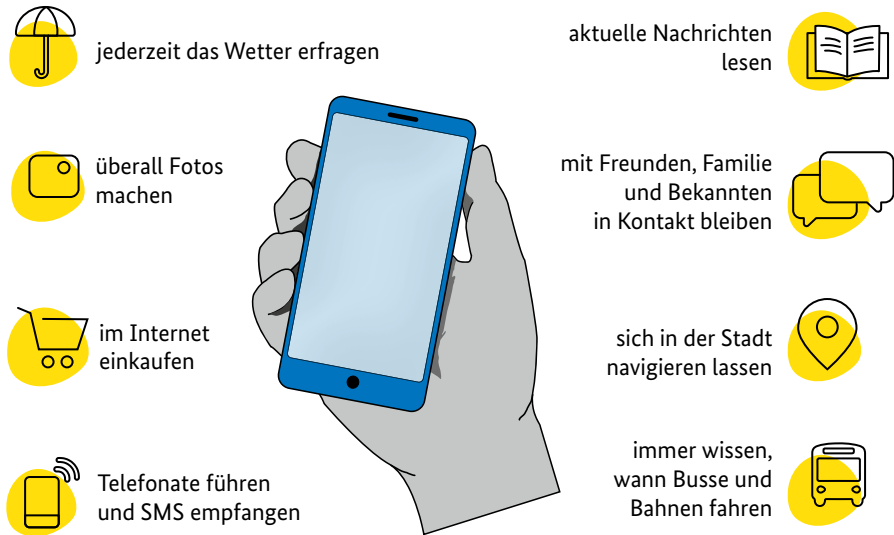 jederzeit das Wetter erfragen
überall Fotos
machen
im Internet
einkaufen
Telefonate führen
und SMS empfangen
aktuelle Nachrichten
lesen
mit Freunden, Familie
und Bekannten
in Kontakt bleiben
sich in der Stadt
navigieren lassen
immer wissen,
wann Busse und
Bahnen fahren